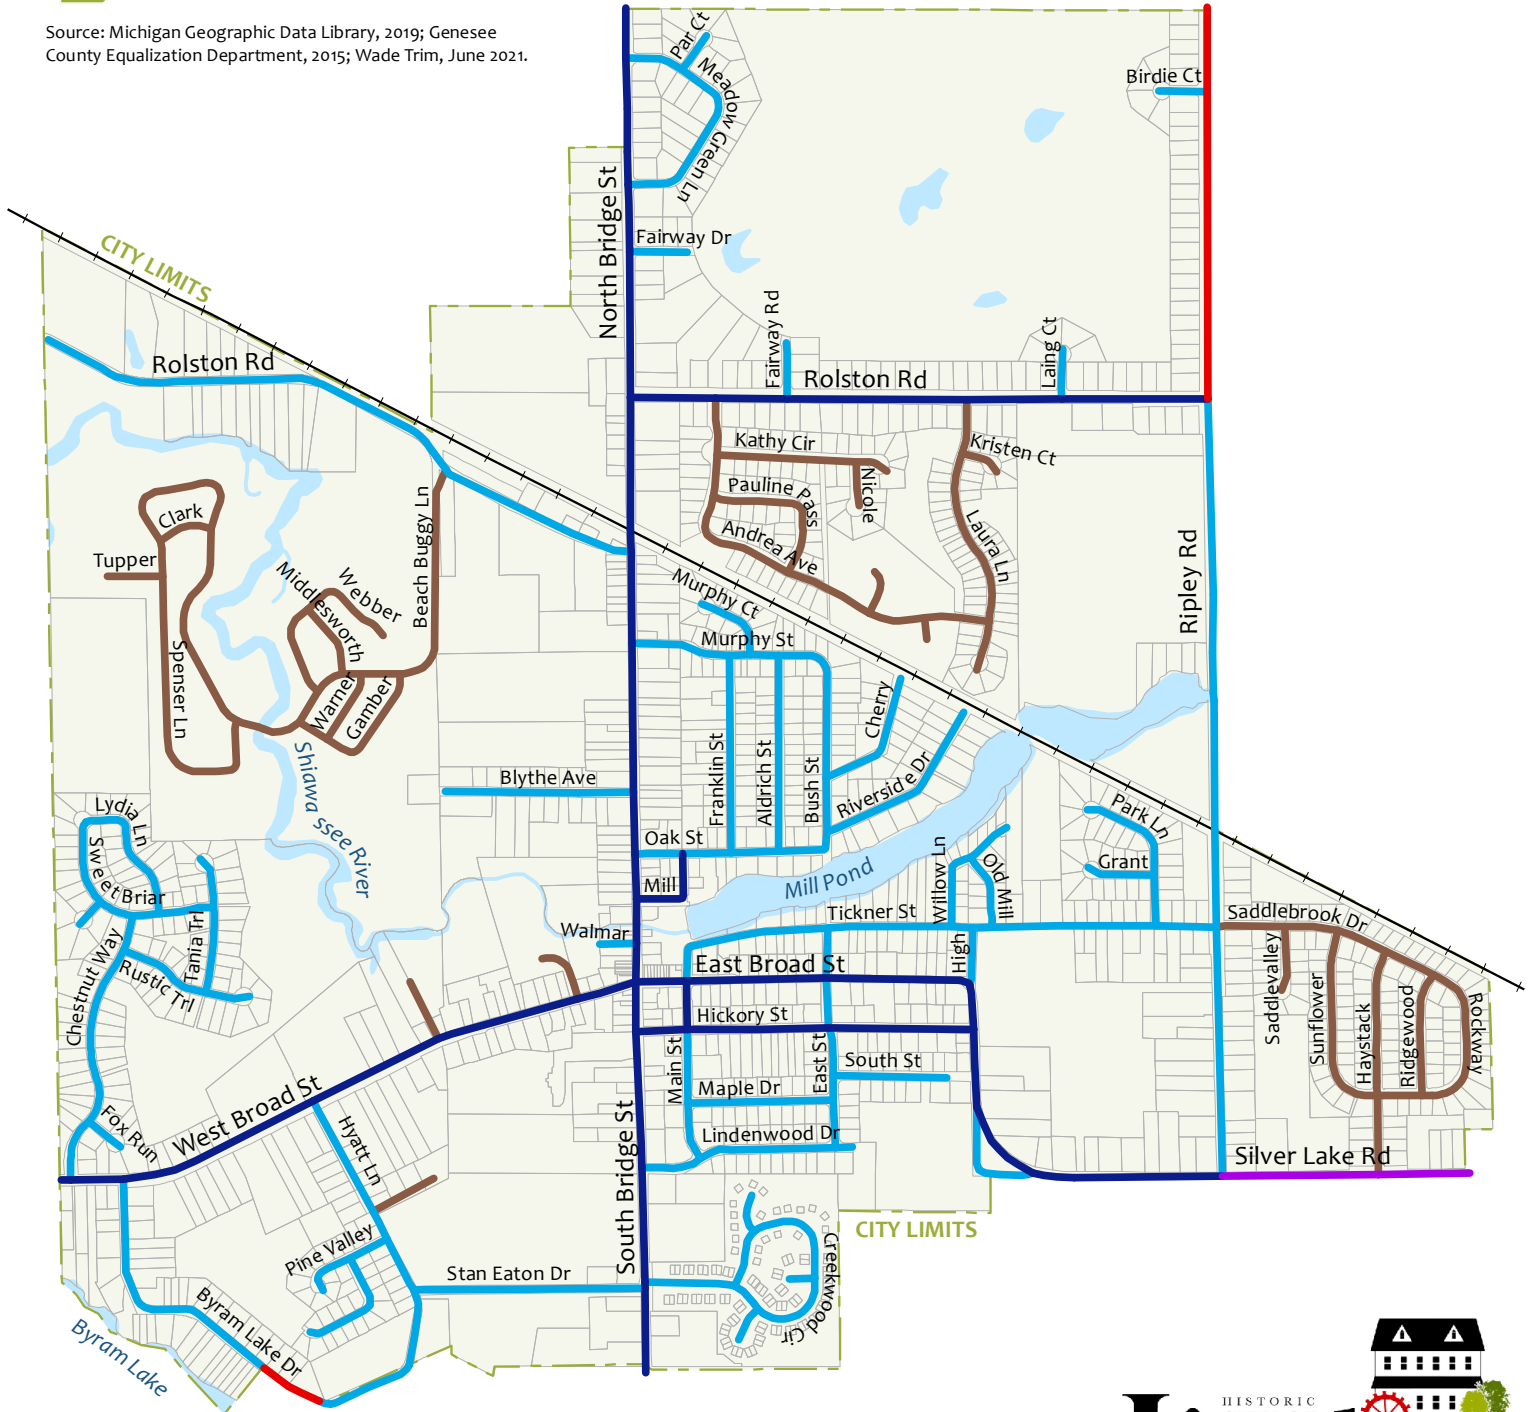 Source: Michigan Geographic Data Library, 2019; Genesee
County Equalization Department, 2015; Wade Trim, June 2021.
Par Ct
Meadow Green Ln
Birdie Ct
North Bridge St
Fairway Dr
CITY LIMITS
Fairway Rd
Laing Ct
Rolston Rd
Rolston Rd
Kathy Cir
Kristen Ct
Nicole
Pauline Pass
Andrea Ave
Laura Ln
Ripley Rd
Clark
Tupper
Beach Buggy Ln
Webber
Middlesworth
Murphy Ct
Murphy St
Spenser Ln
Warner
Gamber
Cherry
Shiawassee River
Blythe Ave
Franklin St
Aldrich St
Bush St
Riverside Dr
Lydia Ln
Sweet Briar
Oak St
Park Ln
Grant
Willow Ln
Old Mill
Mill Pond
Mill
Tania Trl
Tickner St
Saddlebrook Dr
Walmar
Chestnut Way
Rustic Trl
East Broad St
High
Saddlevalley
Sunflower
Haystack
Ridgewood
Rockway
Hickory St
Main St
East St
South St
Maple Dr
West Broad St
Fox Run
Hyatt Ln
Lindenwood Dr
Silver Lake Rd
South Bridge St
CITY LIMITS
Pine Valley
Stan Eaton Dr
Creekwood Cir
Byram Lake Dr
Byram Lake
HISTORIC